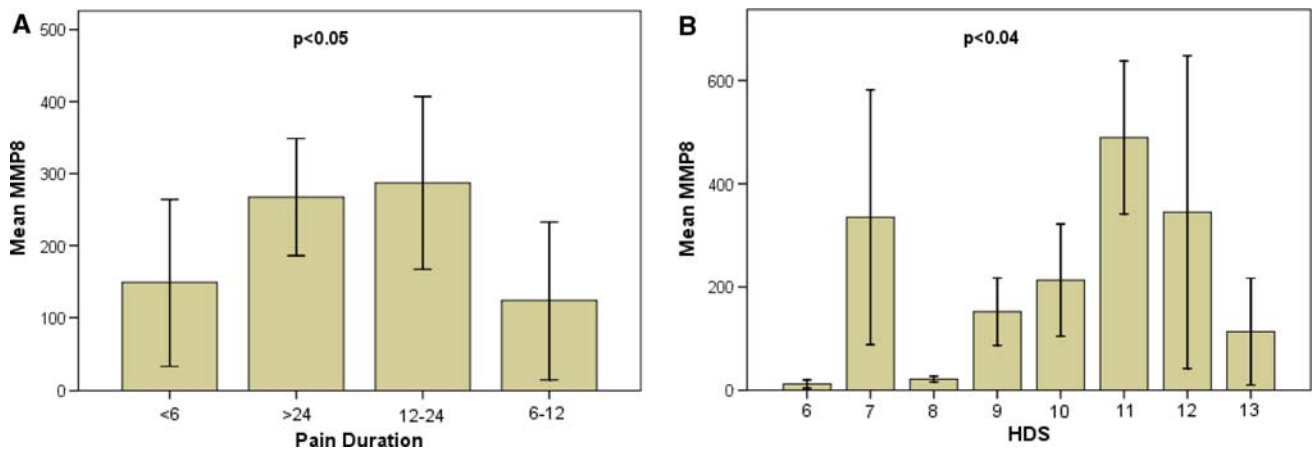 A
p<0.05
Mean MMP8
500
400
300
200
100
0
<6 >24 12-24 6-12
Pain Duration
B
p<0.04
Mean MMP8
600
400
200
0
6 7 8 9 10 11 12 13
HDS